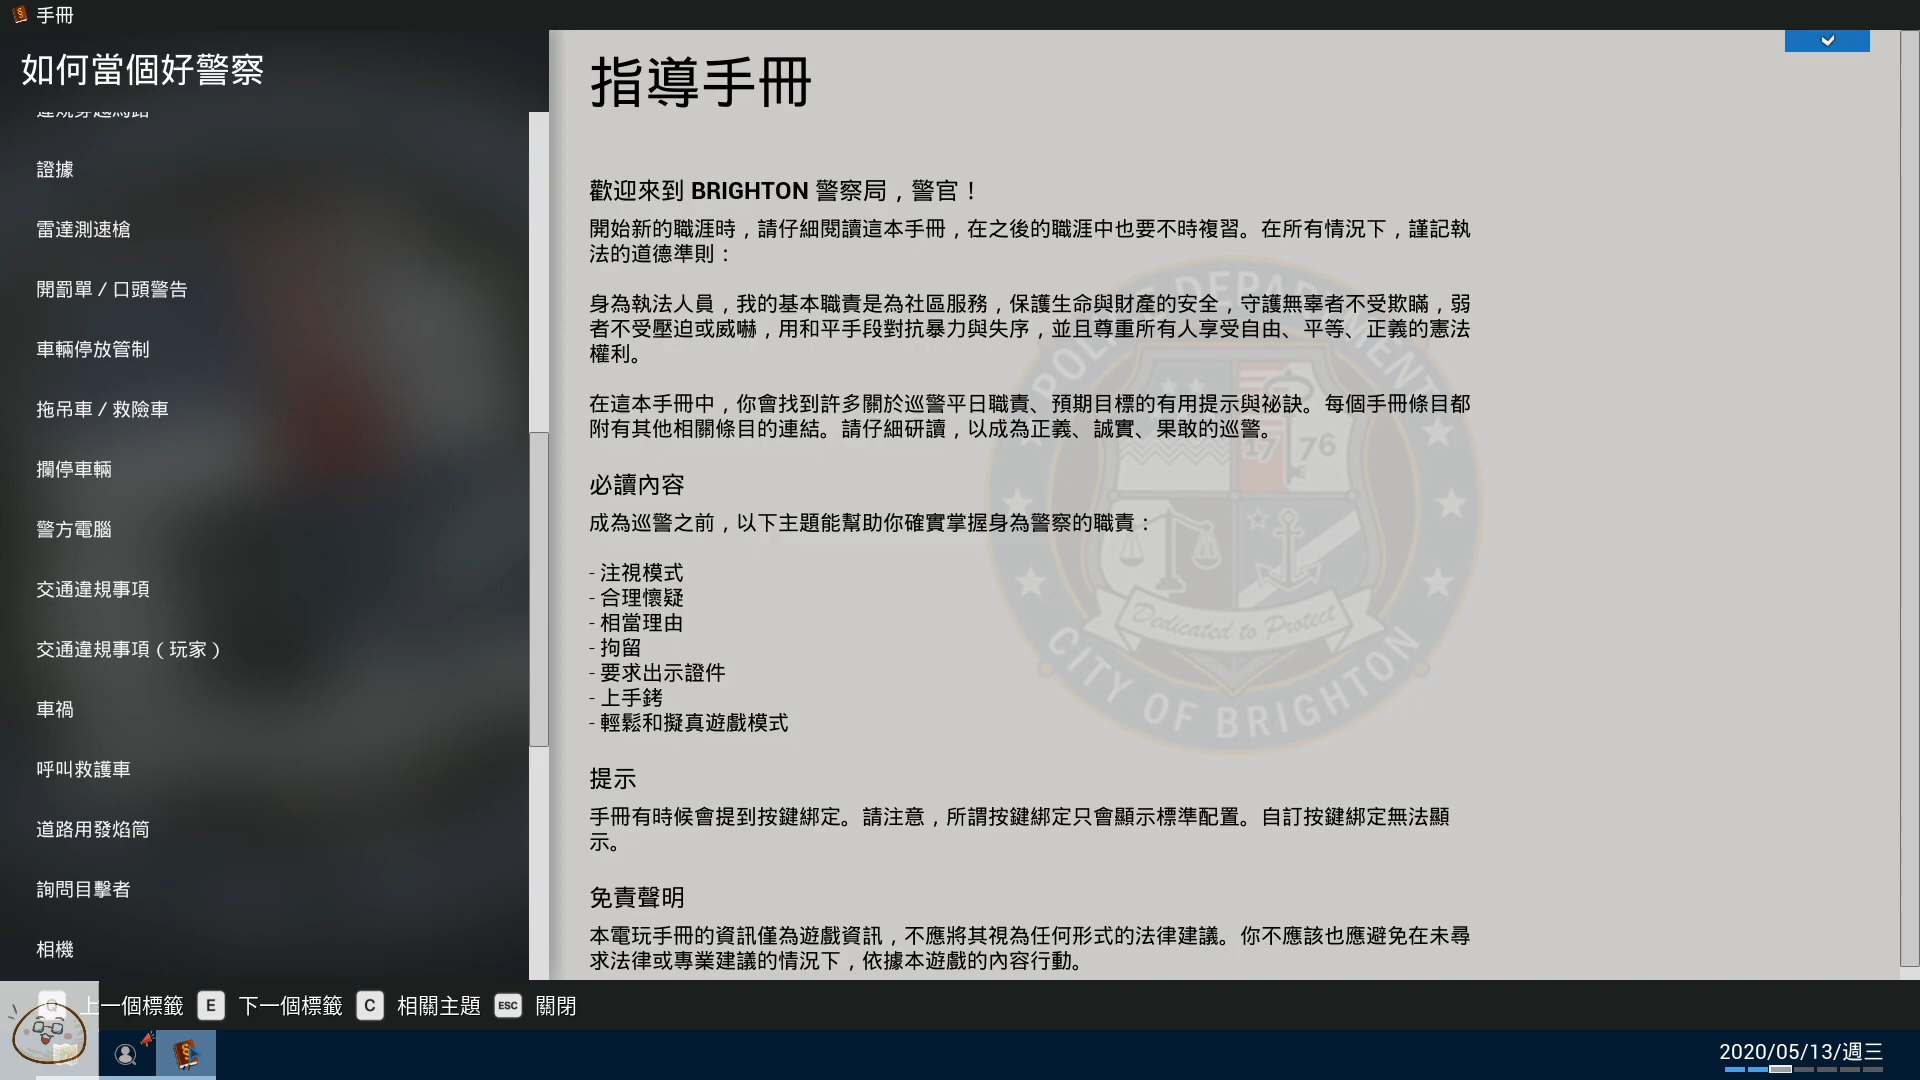 手冊
如何當個好警察
違規穿越馬路
證據
雷達測速槍
開罰單 / 口頭警告
車輛停放管制
拖吊車 / 救險車
攔停車輛
警方電腦
交通違規事項
交通違規事項（玩家）
車禍
呼叫救護車
道路用發焰筒
詢問目擊者
相機
指導手冊
歡迎來到 BRIGHTON 警察局，警官！
開始新的職涯時，請仔細閱讀這本手冊，在之後的職涯中也要不時複習。在所有情況下，謹記執
法的道德準則：
身為執法人員，我的基本職責是為社區服務，保護生命與財產的安全，守護無辜者不受欺瞞，弱
者不受壓迫或威嚇，用和平手段對抗暴力與失序，並且尊重所有人享受自由、平等、正義的憲法
權利。
在這本手冊中，你會找到許多關於巡警平日職責、預期目標的有用提示與祕訣。每個手冊條目都
附有其他相關條目的連結。請仔細研讀，以成為正義、誠實、果敢的巡警。
必讀內容
成為巡警之前，以下主題能幫助你確實掌握身為警察的職責：
- 注視模式
- 合理懷疑
- 相當理由
- 拘留
- 要求出示證件
- 上手銬
- 輕鬆和擬真遊戲模式
提示
手冊有時候會提到按鍵綁定。請注意，所謂按鍵綁定只會顯示標準配置。自訂按鍵綁定無法顯
示。
免責聲明
本電玩手冊的資訊僅為遊戲資訊，不應將其視為任何形式的法律建議。你不應該也應避免在未尋
求法律或專業建議的情況下，依據本遊戲的內容行動。
POLICE DEPARTMENT
1776
Dedicated to Protect
CITY OF BRIGHTON
Q 上一個標籤 E 下一個標籤 C 相關主題 ESC 關閉
2020/05/13/週三